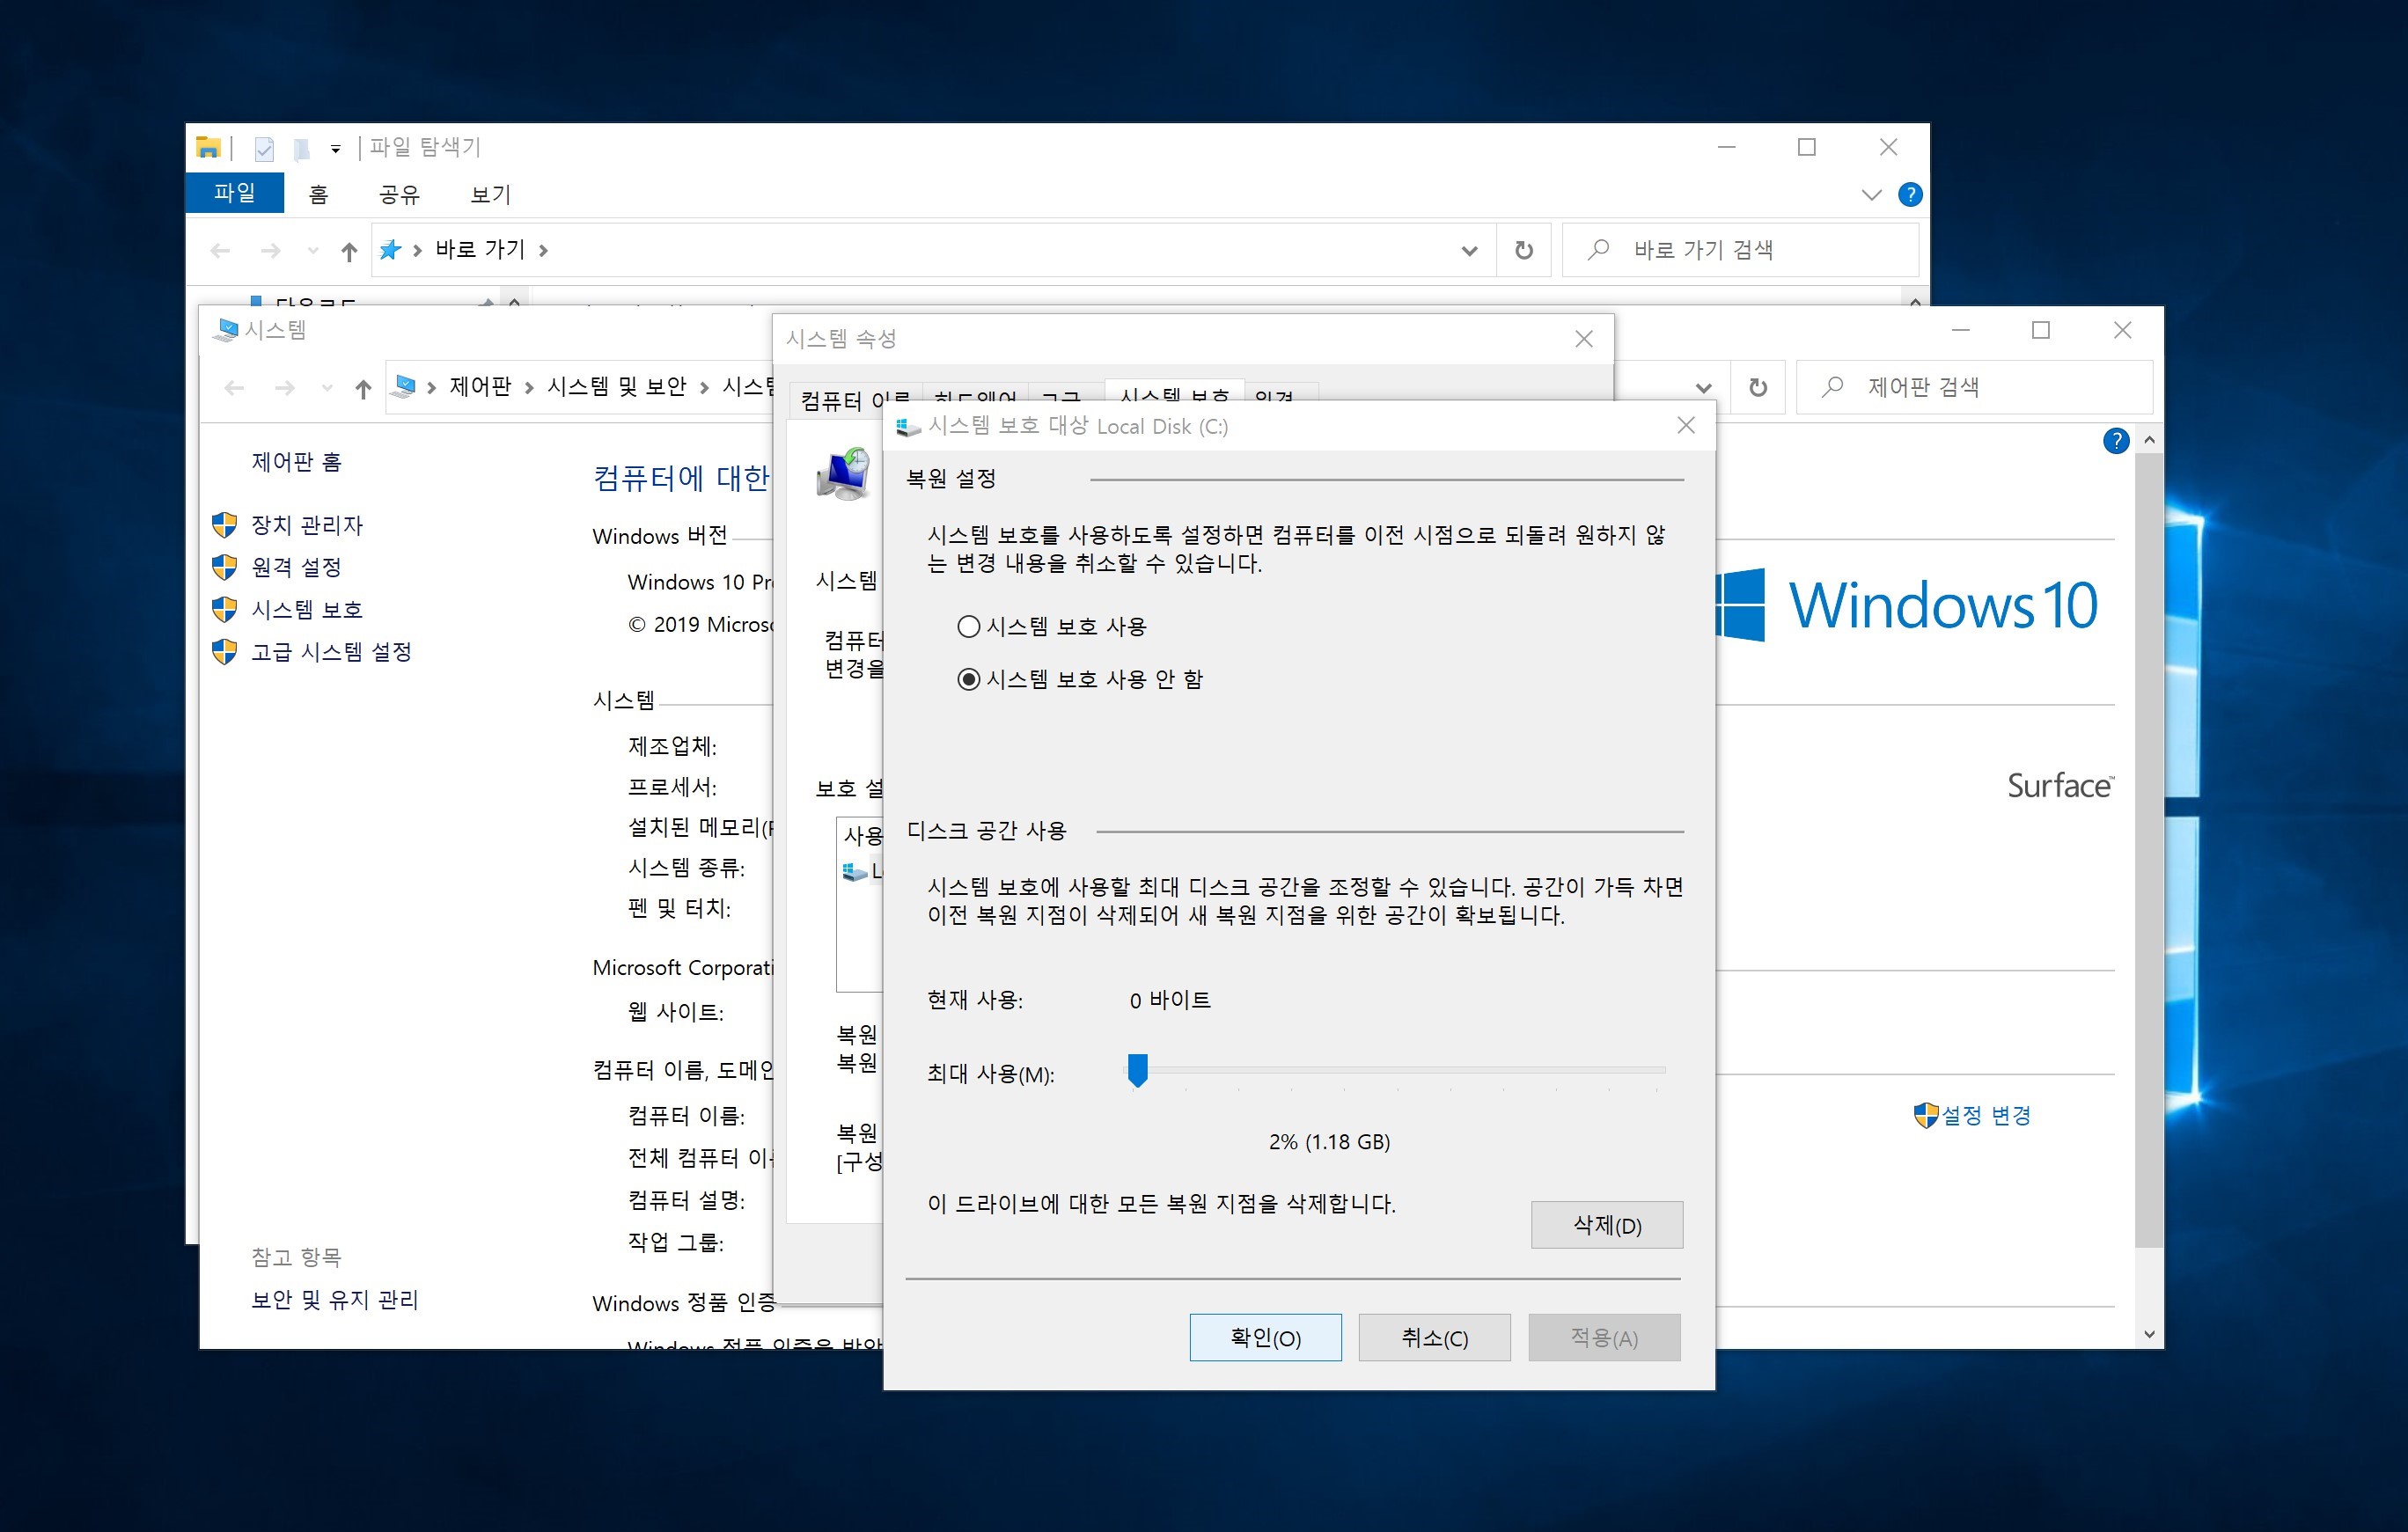 파일 탐색기
파일 홈 공유 보기
바로 가기
바로 가기 검색
다운로드
시스템
제어판 시스템 및 보안
제어판 검색
제어판 홈
장치 관리자
원격 설정
시스템 보호
고급 시스템 설정
참고 항목
보안 및 유지 관리
컴퓨터에 대한
Windows 버전
Windows 10
© 2019
시스템
제조업체:
프로세서:
설치된 메모리
시스템 종류:
펜 및 터치:
Microsoft
웹 사이트:
컴퓨터 이름,
컴퓨터 이름:
전체 컴퓨터
컴퓨터 설명:
작업 그룹:
Windows 정품 인증
Windows 정품 인증을
Windows 10
Surface™
설정 변경
시스템 속성
컴퓨터 이름 하드웨어 고급 시스템 보호 원격
시스템
컴퓨터
변경을
보호
복원
복원
복원
[구성
시스템 보호 대상 Local Disk (C:)
복원 설정
시스템 보호를 사용하도록 설정하면 컴퓨터를 이전 시점으로 되돌려 원하지 않
는 변경 내용을 취소할 수 있습니다.
시스템 보호 사용
시스템 보호 사용 안 함
디스크 공간 사용
시스템 보호에 사용할 최대 디스크 공간을 조정할 수 있습니다. 공간이 가득 차면
이전 복원 지점이 삭제되어 새 복원 지점을 위한 공간이 확보됩니다.
현재 사용: 0 바이트
최대 사용(M):
2% (1.18 GB)
이 드라이브에 대한 모든 복원 지점을 삭제합니다.
삭제(D)
확인(O) 취소(C) 적용(A)